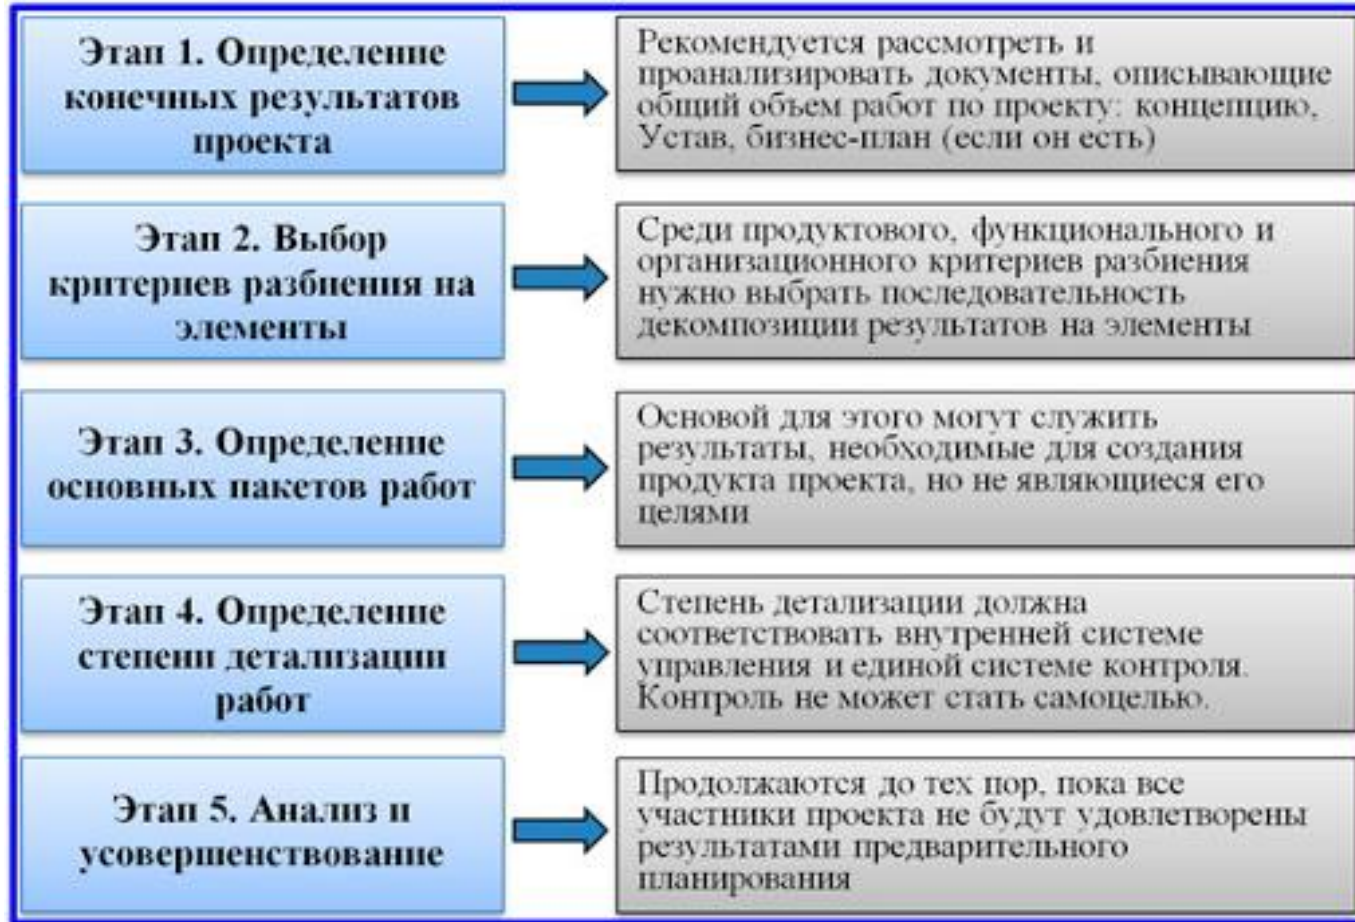 Этап 1. Определение
конечных результатов
проекта
Рекомендуется рассмотреть и
проанализировать документы, описывающие
общий объем работ по проекту: концепцию,
Устав, бизнес-план (если он есть)
Этап 2. Выбор
критериев разбиения на
элементы
Среди продуктового, функционального и
организационного критериев разбиения
нужно выбрать последовательность
декомпозиции результатов на элементы
Этап 3. Определение
основных пакетов работ
Основой для этого могут служить
результаты, необходимые для создания
продукта проекта, но не являющиеся его
целями
Этап 4. Определение
степени детализации
работ
Степень детализации должна
соответствовать внутренней системе
управления и единой системе контроля.
Контроль не может стать самоцелью.
Этап 5. Анализ и
усовершенствование
Продолжаются до тех пор, пока все
участники проекта не будут удовлетворены
результатами предварительного
планирования